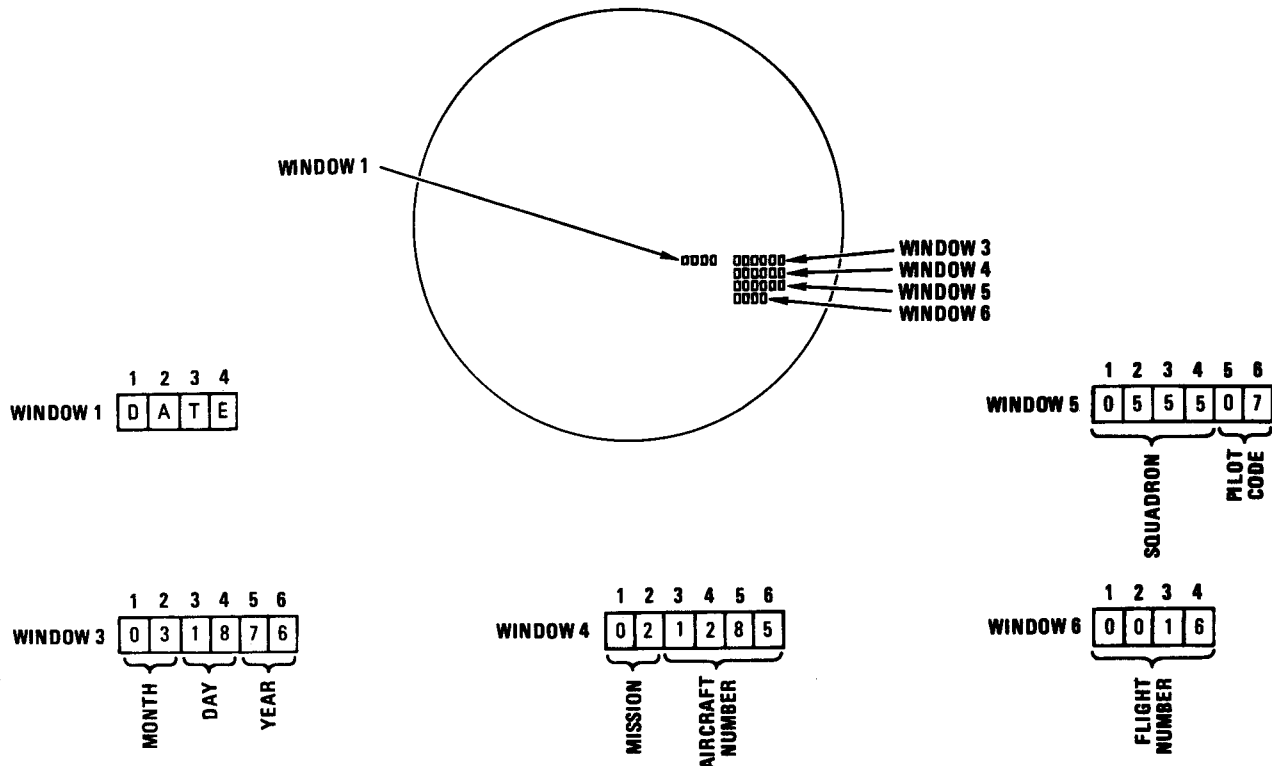 WINDOW 1
WINDOW 3
WINDOW 4
WINDOW 5
WINDOW 6
1 2 3 4
WINDOW 1 D A T E
1 2 3 4 5 6
WINDOW 5 0 5 5 5 0 7
SQUADRON
PILOT
CODE
1 2 3 4 5 6
WINDOW 3 0 3 1 8 7 6
MONTH
DAY
YEAR
1 2 3 4 5 6
WINDOW 4 0 2 1 2 8 5
MISSION
AIRCRAFT
NUMBER
1 2 3 4
WINDOW 6 0 0 1 6
FLIGHT
NUMBER